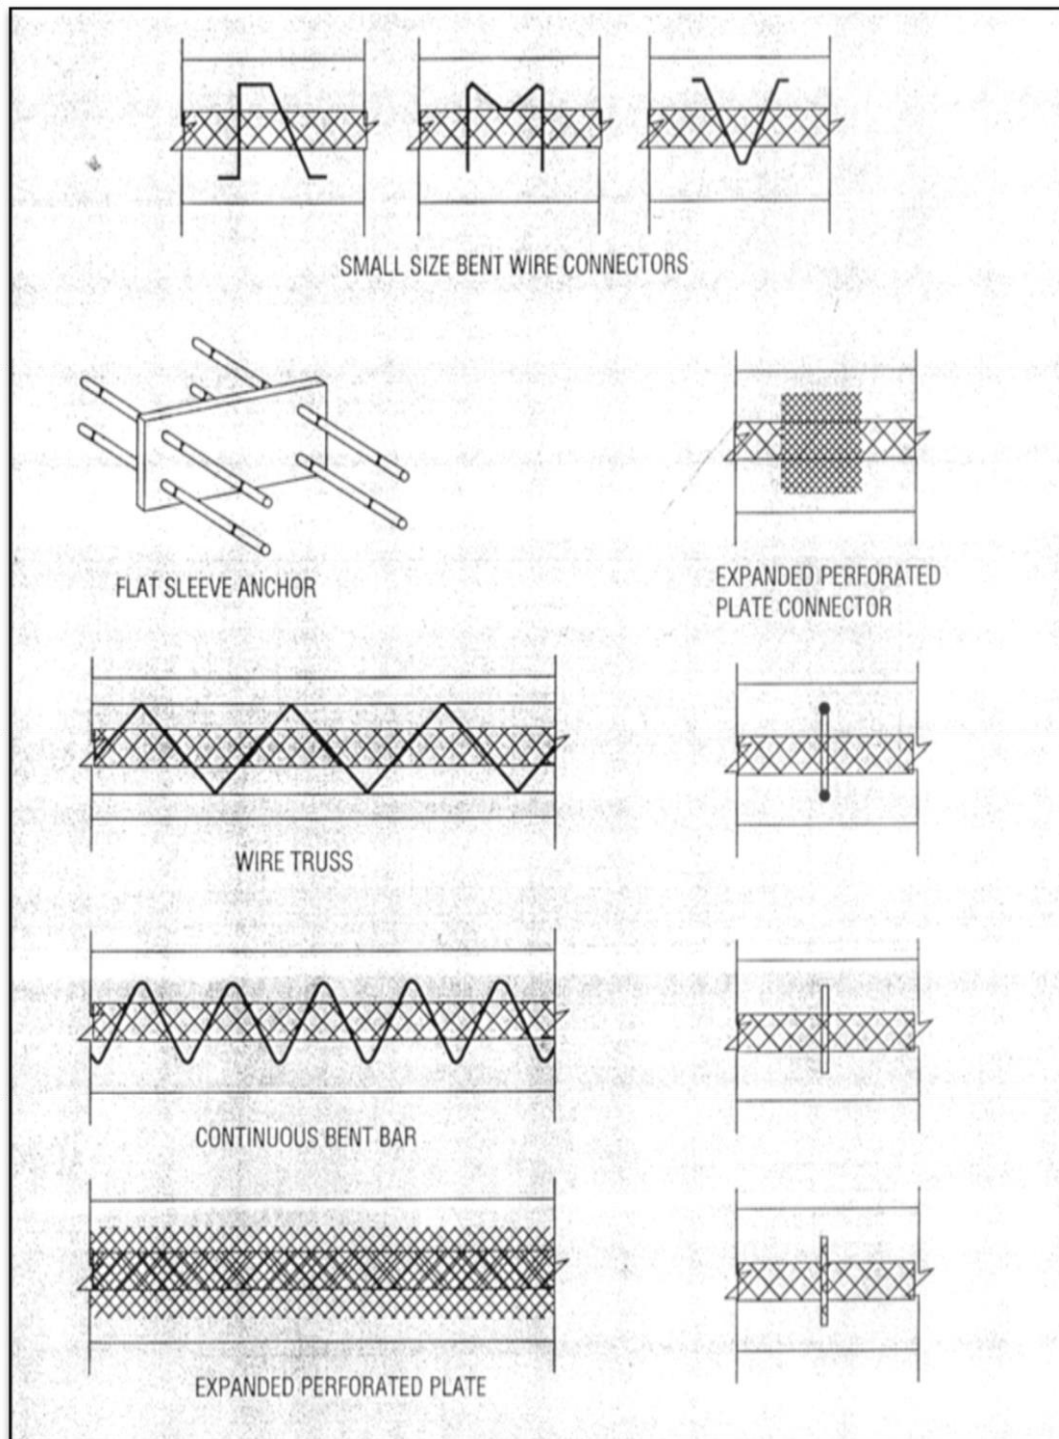 SMALL SIZE BENT WIRE CONNECTORS
FLAT SLEEVE ANCHOR
EXPANDED PERFORATED
PLATE CONNECTOR
WIRE TRUSS
CONTINUOUS BENT BAR
EXPANDED PERFORATED PLATE